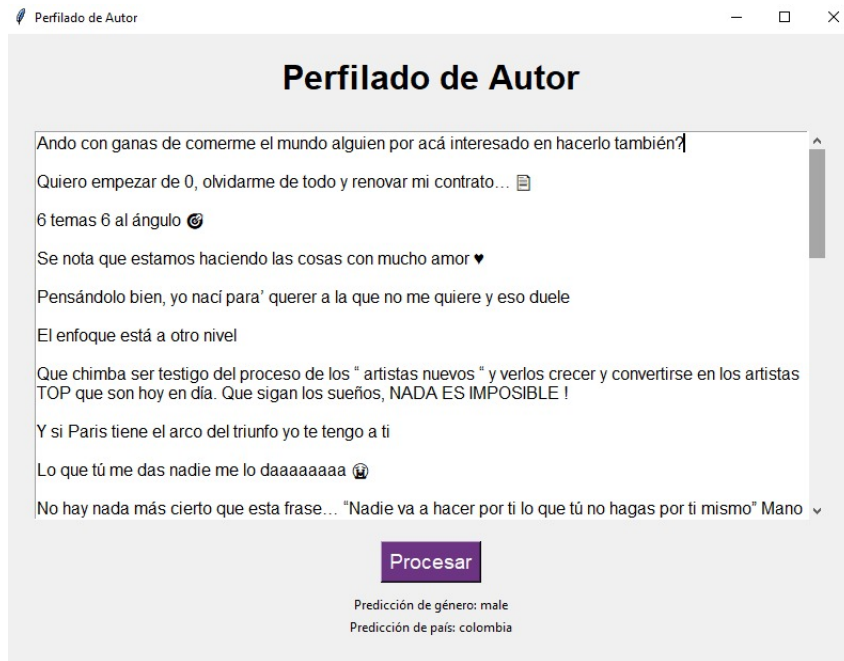 Perfilado de Autor
Perfilado de Autor
Ando con ganas de comerme el mundo alguien por acá interesado en hacerlo también?
Quiero empezar de 0, olvidarme de todo y renovar mi contrato… 📄
6 temas 6 al ángulo 🎯
Se nota que estamos haciendo las cosas con mucho amor ♥
Pensándolo bien, yo nací para’ querer a la que no me quiere y eso duele
El enfoque está a otro nivel
Que chimba ser testigo del proceso de los “ artistas nuevos “ y verlos crecer y convertirse en los artistas
TOP que son hoy en día. Que sigan los sueños, NADA ES IMPOSIBLE !
Y si Paris tiene el arco del triunfo yo te tengo a ti
Lo que tú me das nadie me lo daaaaaaaa 😭
No hay nada más cierto que esta frase… “Nadie va a hacer por ti lo que tú no hagas por ti mismo” Mano
Procesar
Predicción de género: male
Predicción de país: colombia